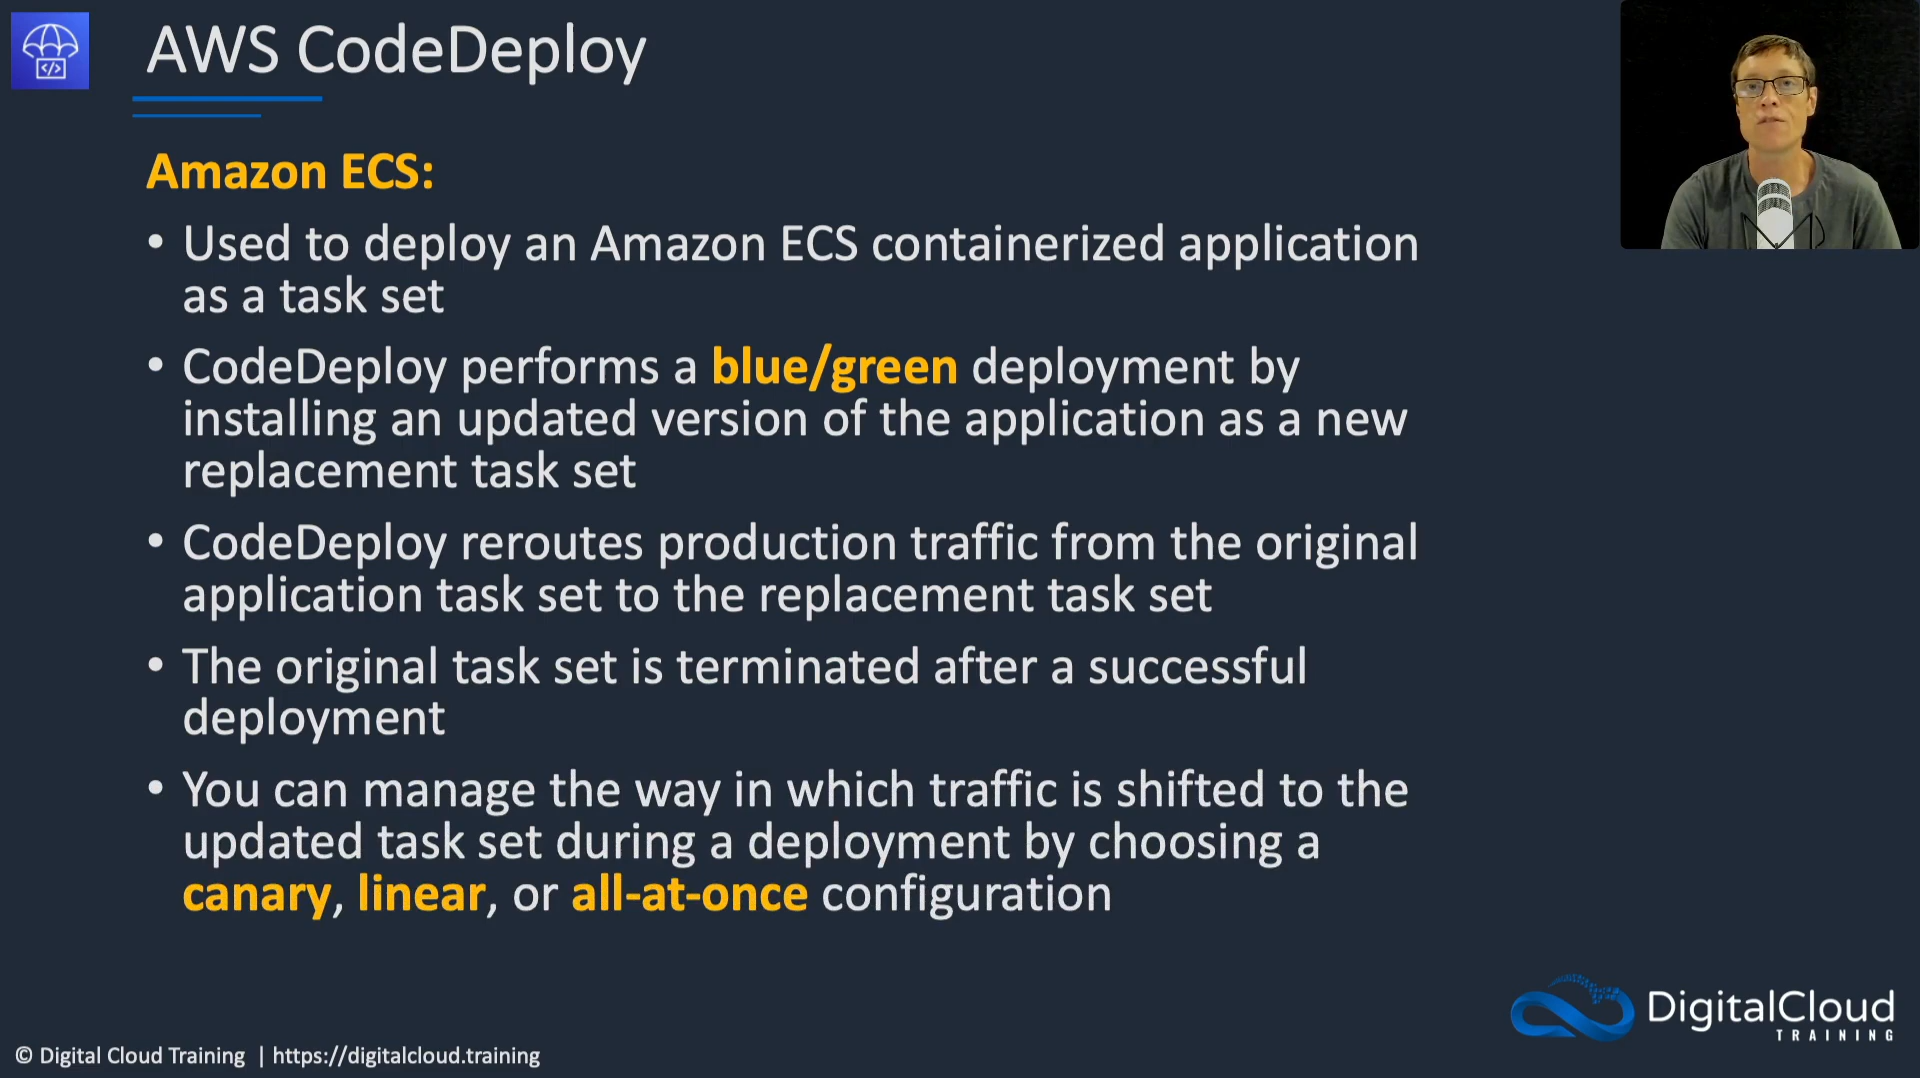 AWS CodeDeploy
Amazon ECS:
• Used to deploy an Amazon ECS containerized application
as a task set
• CodeDeploy performs a blue/green deployment by
installing an updated version of the application as a new
replacement task set
• CodeDeploy reroutes production traffic from the original
application task set to the replacement task set
• The original task set is terminated after a successful
deployment
• You can manage the way in which traffic is shifted to the
updated task set during a deployment by choosing a
canary, linear, or all-at-once configuration
DigitalCloud
TRAINING
© Digital Cloud Training | https://digitalcloud.training